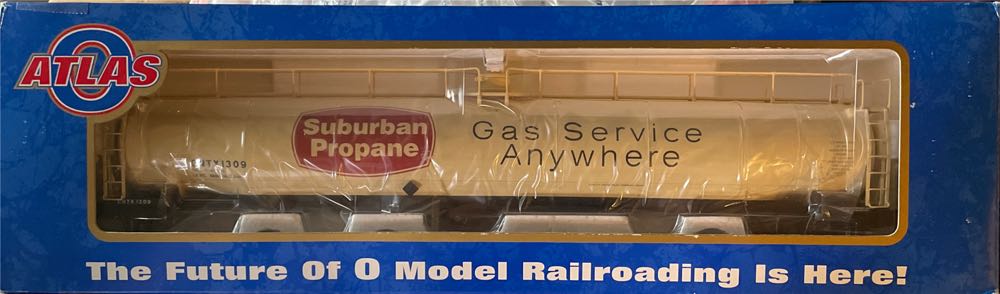 ATLAS
O
Suburban
Propane
Gas Service
Anywhere
The Future Of O Model Railroading Is Here!